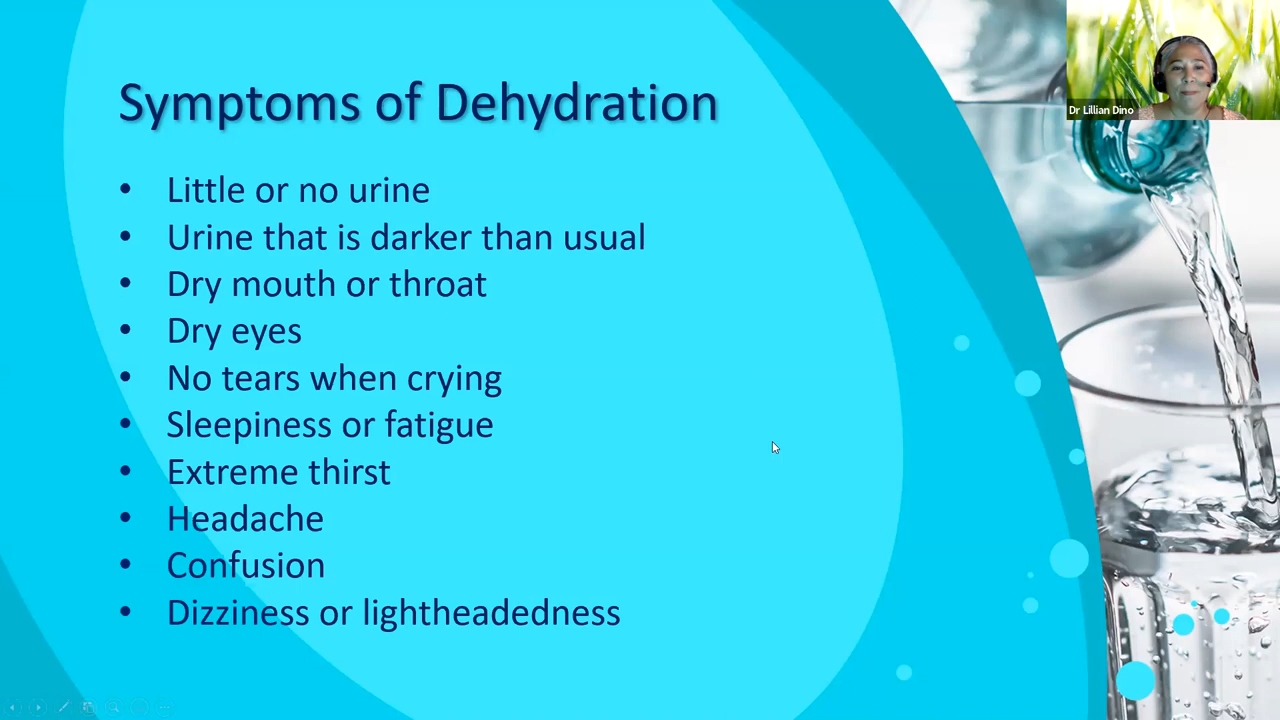 Symptoms of Dehydration
• Little or no urine
• Urine that is darker than usual
• Dry mouth or throat
• Dry eyes
• No tears when crying
• Sleepiness or fatigue
• Extreme thirst
• Headache
• Confusion
• Dizziness or lightheadedness
Dr Lillian Dino